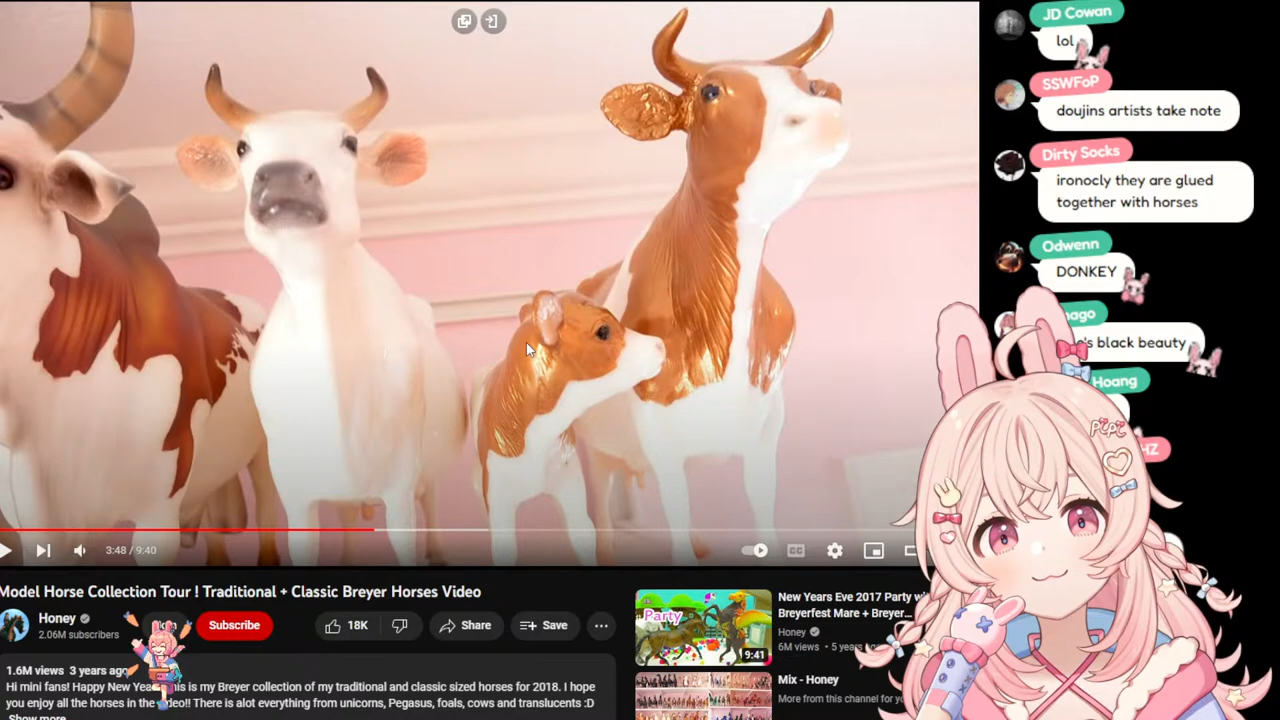 JD Cowan
lol
SSWFoP
doujins artists take note
Dirty Socks
ironocly they are glued
together with horses
Odwenn
DONKEY
black beauty
Hoang
Pipi
3:48 / 9:40
CC
Model Horse Collection Tour ! Traditional + Classic Breyer Horses Video
Honey
2.06M subscribers
Subscribe
18K
Share
Save
1.6M views 3 years ago
Hi mini fans! Happy New
is my Breyer collection of my traditional and classic sized horses for 2018. I hope
all the horses in the
There is alot everything from unicorns, Pegasus, foals, cows and translucents :D
Show more
Party
9:41
New Years Eve 2017 Party
Breyerfest Mare + Breyer...
Honey
6M views • 5 years
Mix - Honey
More from this channel for